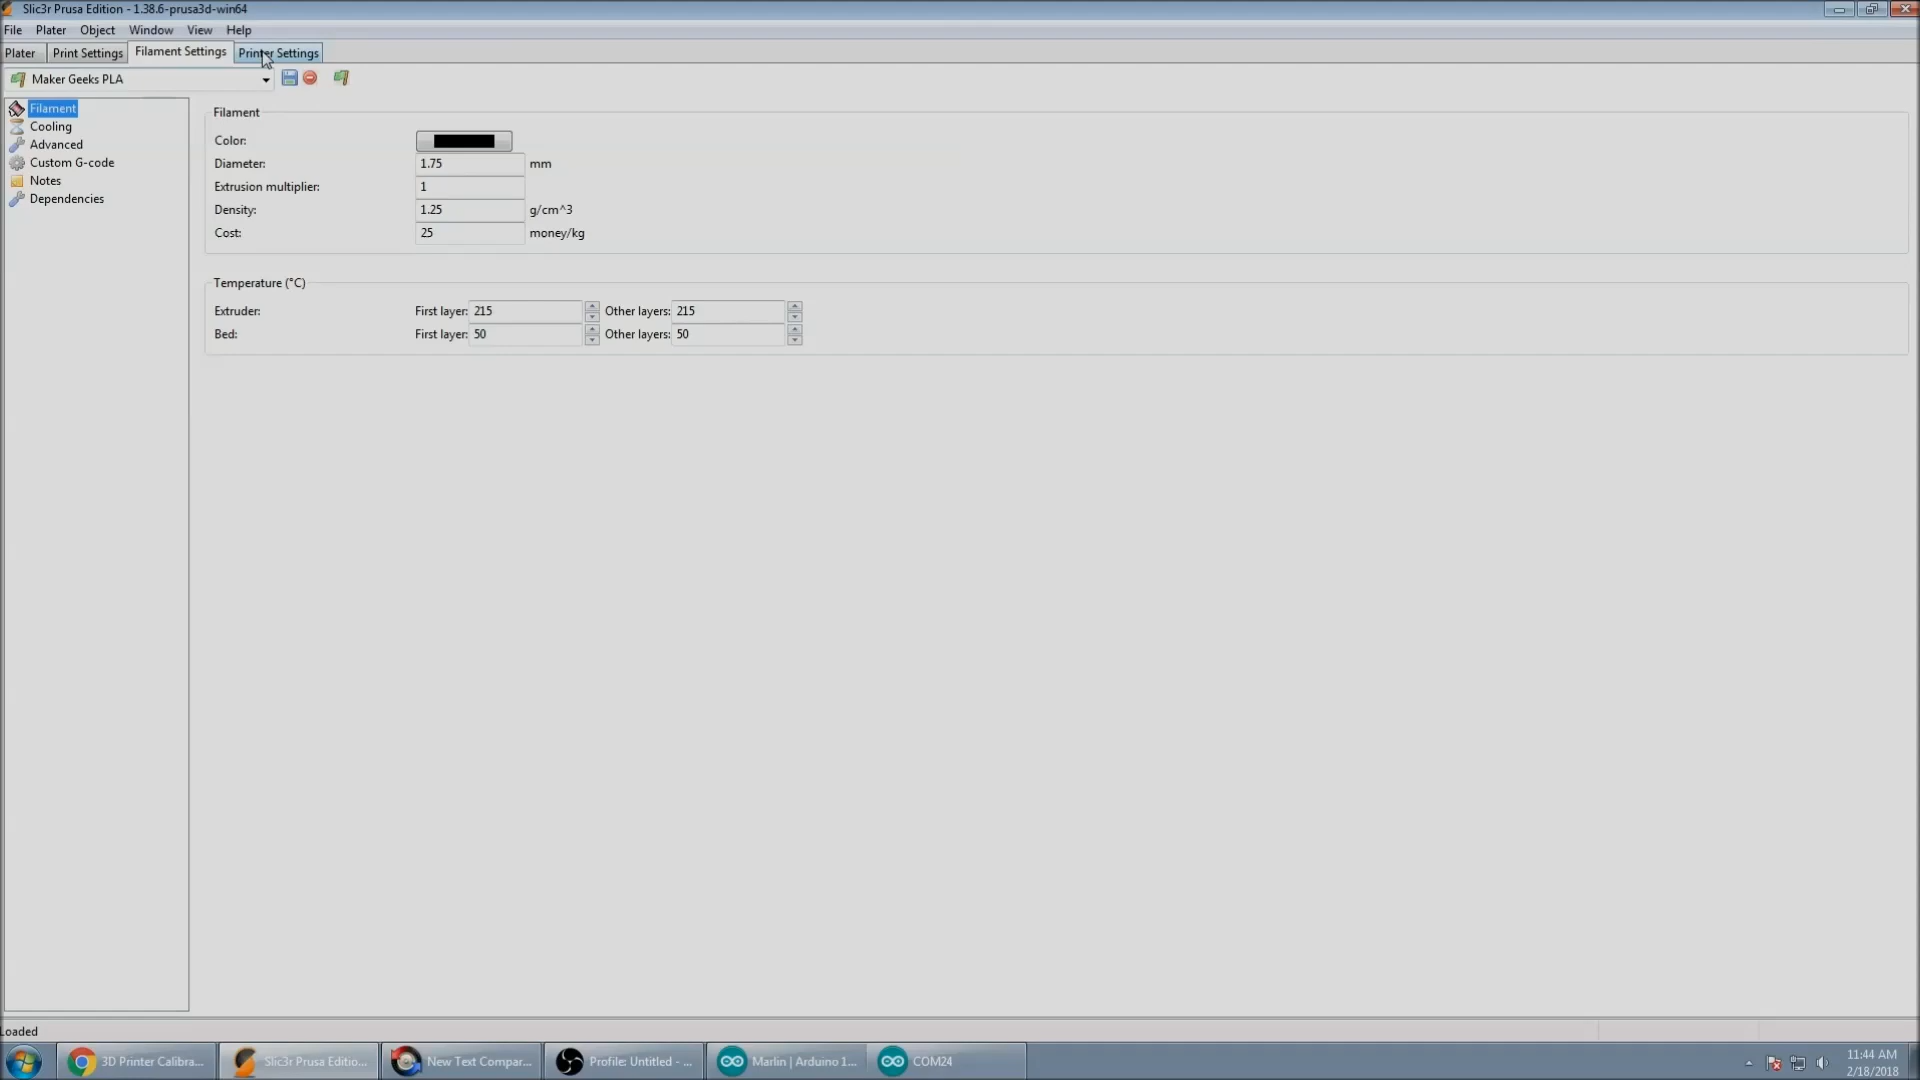 Slic3r Prusa Edition - 1.38.6-prusa3d-win64
File Plater Object Window View Help
Plater Print Settings Filament Settings Printer Settings
Maker Geeks PLA
Filament
Cooling
Advanced
Custom G-code
Notes
Dependencies
Filament
Color:
Diameter: 1.75 mm
Extrusion multiplier: 1
Density: 1.25 g/cm^3
Cost: 25 money/kg
Temperature (°C)
Extruder: First layer: 215 Other layers: 215
Bed: First layer: 50 Other layers: 50
Loaded
3D Printer Calibra... Slic3r Prusa Editio... New Text Compar... Profile: Untitled - ... Marlin | Arduino 1... COM24
11:44 AM
2/18/2018